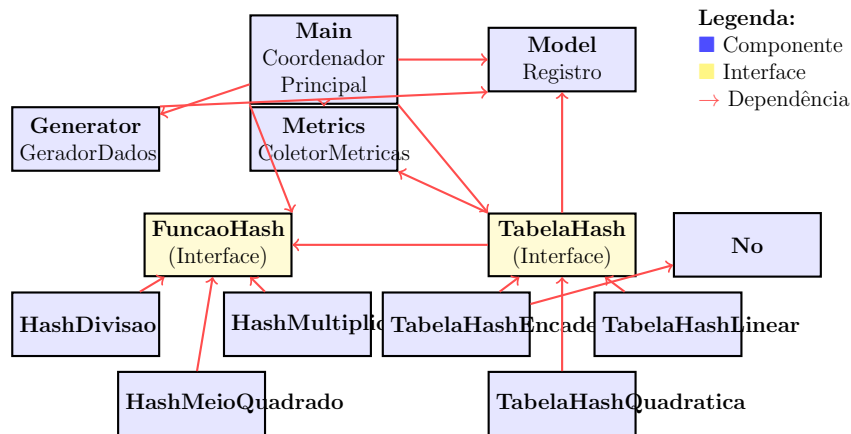 Main
Coordenador
Principal
Model
Registro
Legenda:
Componente
Interface
Dependência
Generator
GeradorDados
Metrics
ColetorMetricas
FuncaoHash
(Interface)
TabelaHash
(Interface)
No
HashDivisao
HashMultiplic
TabelaHashEncade
TabelaHashLinear
HashMeioQuadrado
TabelaHashQuadratica